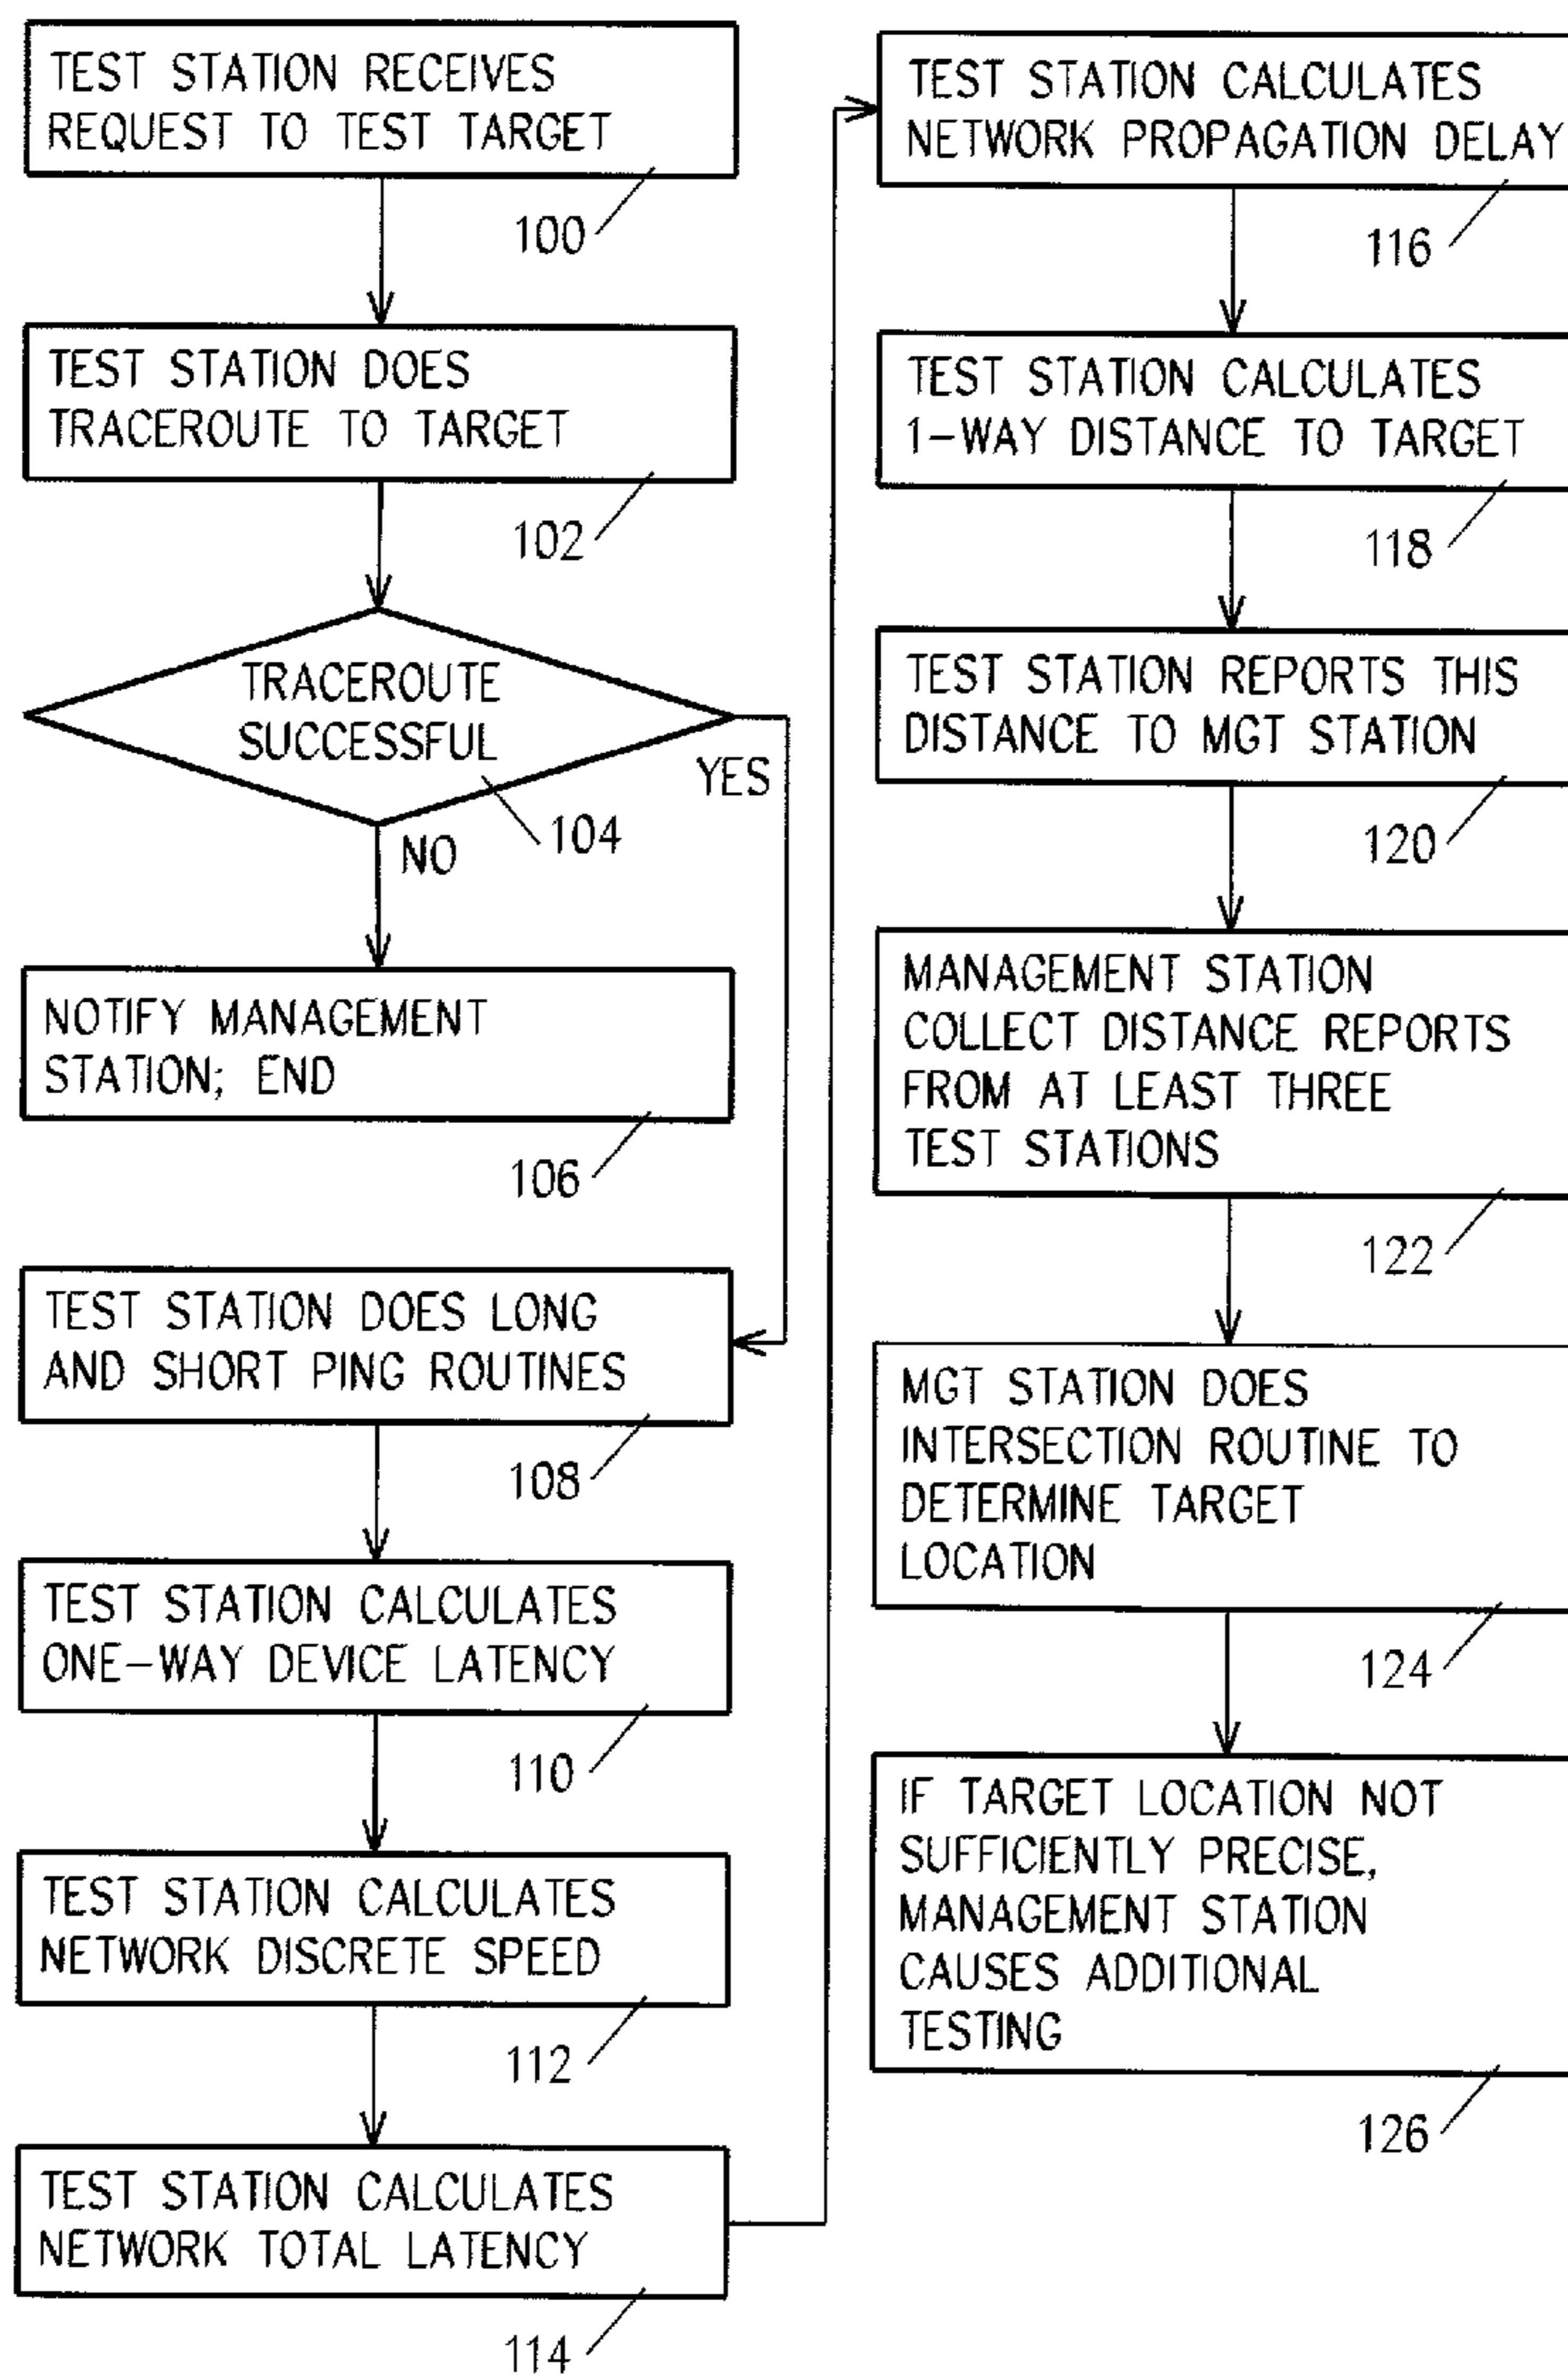 TEST STATION RECEIVES
REQUEST TO TEST TARGET
100
TEST STATION DOES
TRACEROUTE TO TARGET
102
TRACEROUTE
SUCCESSFUL
YES
104
NO
NOTIFY MANAGEMENT
STATION; END
106
TEST STATION DOES LONG
AND SHORT PING ROUTINES
108
TEST STATION CALCULATES
ONE-WAY DEVICE LATENCY
110
TEST STATION CALCULATES
NETWORK DISCRETE SPEED
112
TEST STATION CALCULATES
NETWORK TOTAL LATENCY
114
TEST STATION CALCULATES
NETWORK PROPAGATION DELAY
116
TEST STATION CALCULATES
1-WAY DISTANCE TO TARGET
118
TEST STATION REPORTS THIS
DISTANCE TO MGT STATION
120
MANAGEMENT STATION
COLLECT DISTANCE REPORTS
FROM AT LEAST THREE
TEST STATIONS
122
MGT STATION DOES
INTERSECTION ROUTINE TO
DETERMINE TARGET
LOCATION
124
IF TARGET LOCATION NOT
SUFFICIENTLY PRECISE,
MANAGEMENT STATION
CAUSES ADDITIONAL
TESTING
126